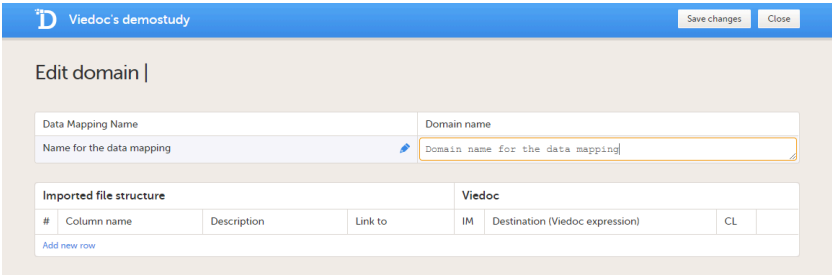 Viedoc's demostudy
Save changes
Close
Edit domain |
Data Mapping Name
Domain name
Name for the data mapping
Domain name for the data mapping
Imported file structure
Viedoc
# Column name Description Link to IM Destination (Viedoc expression) CL
Add new row